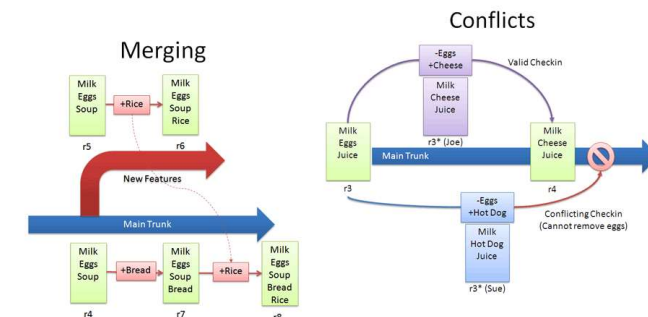 Merging
Milk
Eggs
Soup
+Rice
Milk
Eggs
Soup
Rice
r5
r6
New Features
Main Trunk
Milk
Eggs
Soup
+Bread
Milk
Eggs
Soup
Bread
+Rice
Milk
Eggs
Soup
Bread
Rice
r4
r7
r8
Conflicts
-Eggs
+Cheese
Valid Checkin
Milk
Cheese
Juice
r3* (Joe)
Milk
Eggs
Juice
r3
Main Trunk
Milk
Cheese
Juice
r4
-Eggs
+Hot Dog
Conflicting Checkin
(Cannot remove eggs)
Milk
Hot Dog
Juice
r3* (Sue)